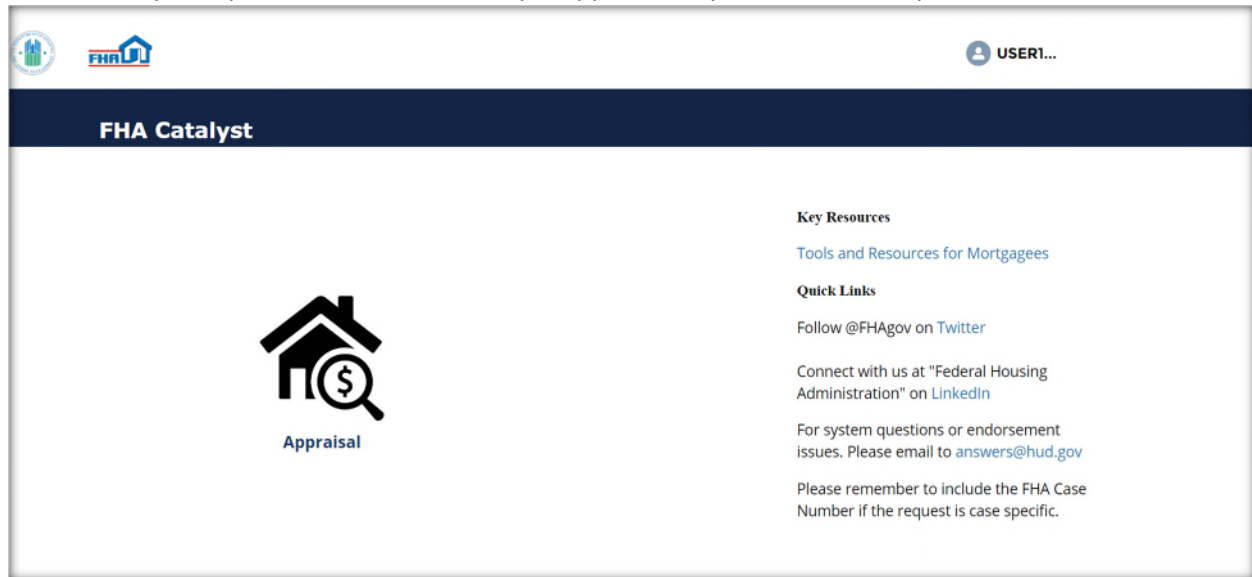 FHA
USER1...
FHA Catalyst
Appraisal
Key Resources
Tools and Resources for Mortgagees
Quick Links
Follow @FHAgov on Twitter
Connect with us at "Federal Housing
Administration" on LinkedIn
For system questions or endorsement
issues. Please email to answers@hud.gov
Please remember to include the FHA Case
Number if the request is case specific.